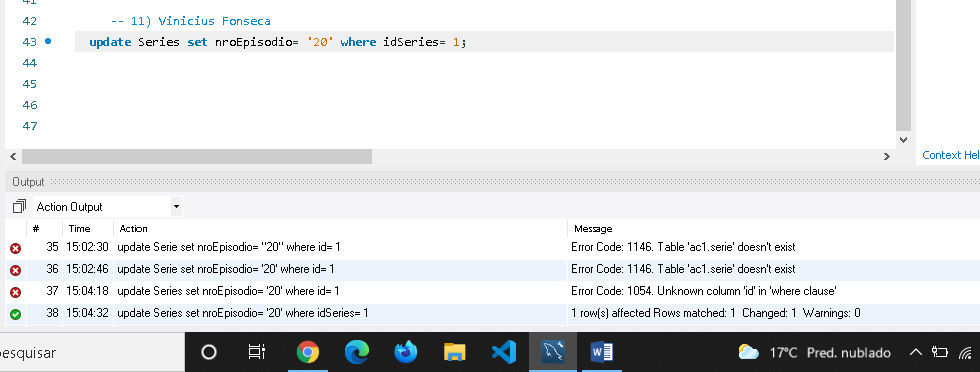 41
42 -- 11) Vinicius Fonseca
43 update Series set nroEpisodio= '20' where idSeries= 1;
44
45
46
47
Context Hel
Output
Action Output
# Time Action Message
35 15:02:30 update Serie set nroEpisodio= "20" where id= 1 Error Code: 1146. Table 'ac1.serie' doesn't exist
36 15:02:46 update Serie set nroEpisodio= '20' where id= 1 Error Code: 1146. Table 'ac1.serie' doesn't exist
37 15:04:18 update Series set nroEpisodio= '20' where id= 1 Error Code: 1054. Unknown column 'id' in 'where clause'
38 15:04:32 update Series set nroEpisodio= '20' where idSeries= 1 1 row(s) affected Rows matched: 1 Changed: 1 Warnings: 0
esquisar 17°C Pred. nublado